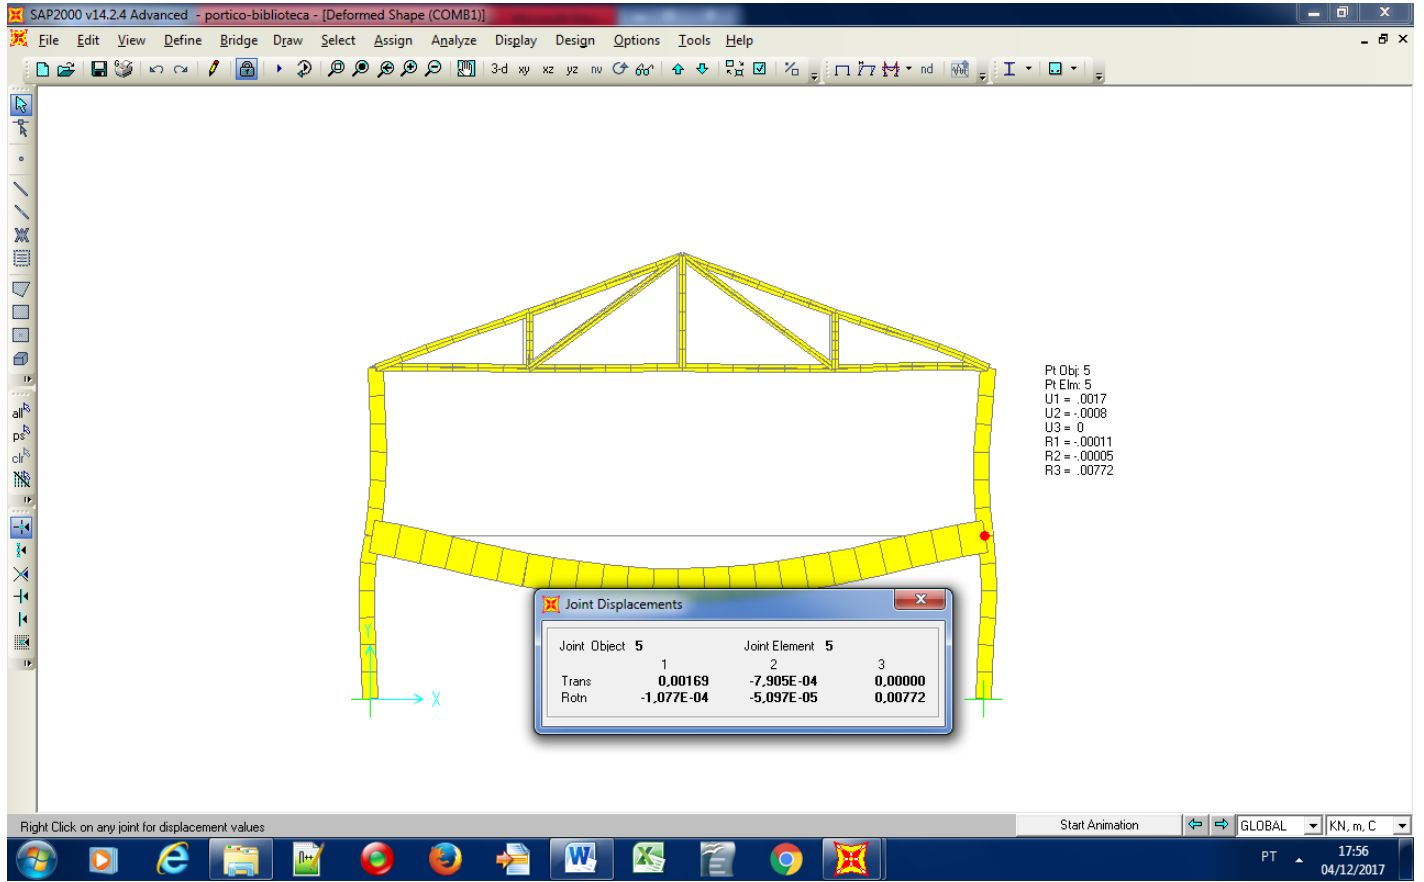 SAP2000 v14.2.4 Advanced - portico-biblioteca - [Deformed Shape (COMB1)]
File Edit View Define Bridge Draw Select Assign Analyze Display Design Options Tools Help
3-d xy xz yz nv nd
all
ps
clr
Pt Obj: 5
Pt Elm: 5
U1 = .0017
U2 = -.0008
U3 = 0
R1 = -.00011
R2 = -.00005
R3 = .00772
Joint Displacements
Joint Object 5 Joint Element 5
1 2 3
Trans 0,00169 -7,905E-04 0,00000
Rotn -1,077E-04 -5,097E-05 0,00772
Y
X
Right Click on any joint for displacement values
Start Animation
GLOBAL
KN, m, C
PT
17:56
04/12/2017